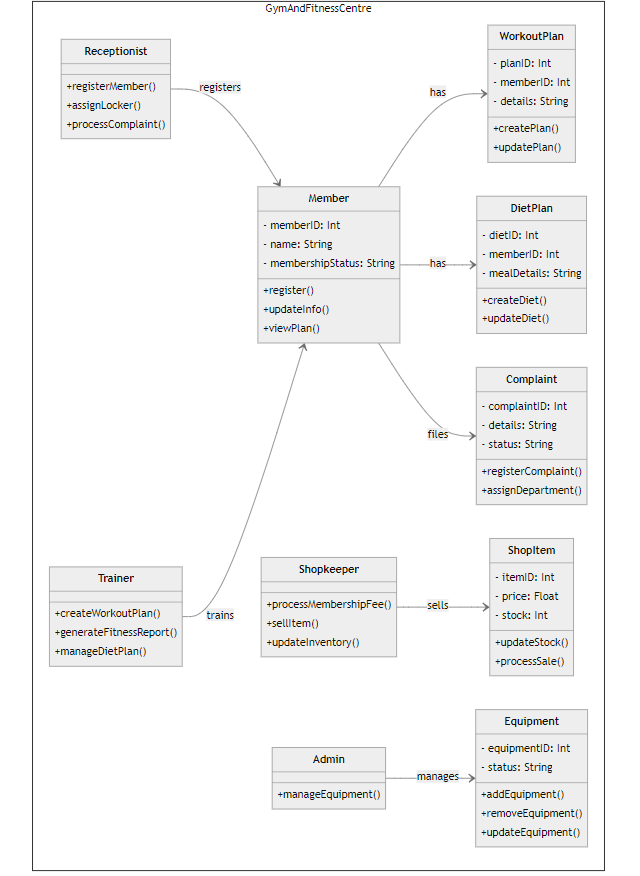 GymAndFitnessCentre
Receptionist
+registerMember()
+assignLocker()
+processComplaint()
registers
has
WorkoutPlan
- planID: Int
- memberID: Int
- details: String
+createPlan()
+updatePlan()
Member
- memberID: Int
- name: String
- membershipStatus: String
+register()
+updateInfo()
+viewPlan()
has
DietPlan
- dietID: Int
- memberID: Int
- mealDetails: String
+createDiet()
+updateDiet()
files
Complaint
- complaintID: Int
- details: String
- status: String
+registerComplaint()
+assignDepartment()
Trainer
+createWorkoutPlan()
+generateFitnessReport()
+manageDietPlan()
trains
Shopkeeper
+processMembershipFee()
+sellItem()
+updateInventory()
sells
ShopItem
- itemID: Int
- price: Float
- stock: Int
+updateStock()
+processSale()
Admin
+manageEquipment()
manages
Equipment
- equipmentID: Int
- status: String
+addEquipment()
+removeEquipment()
+updateEquipment()